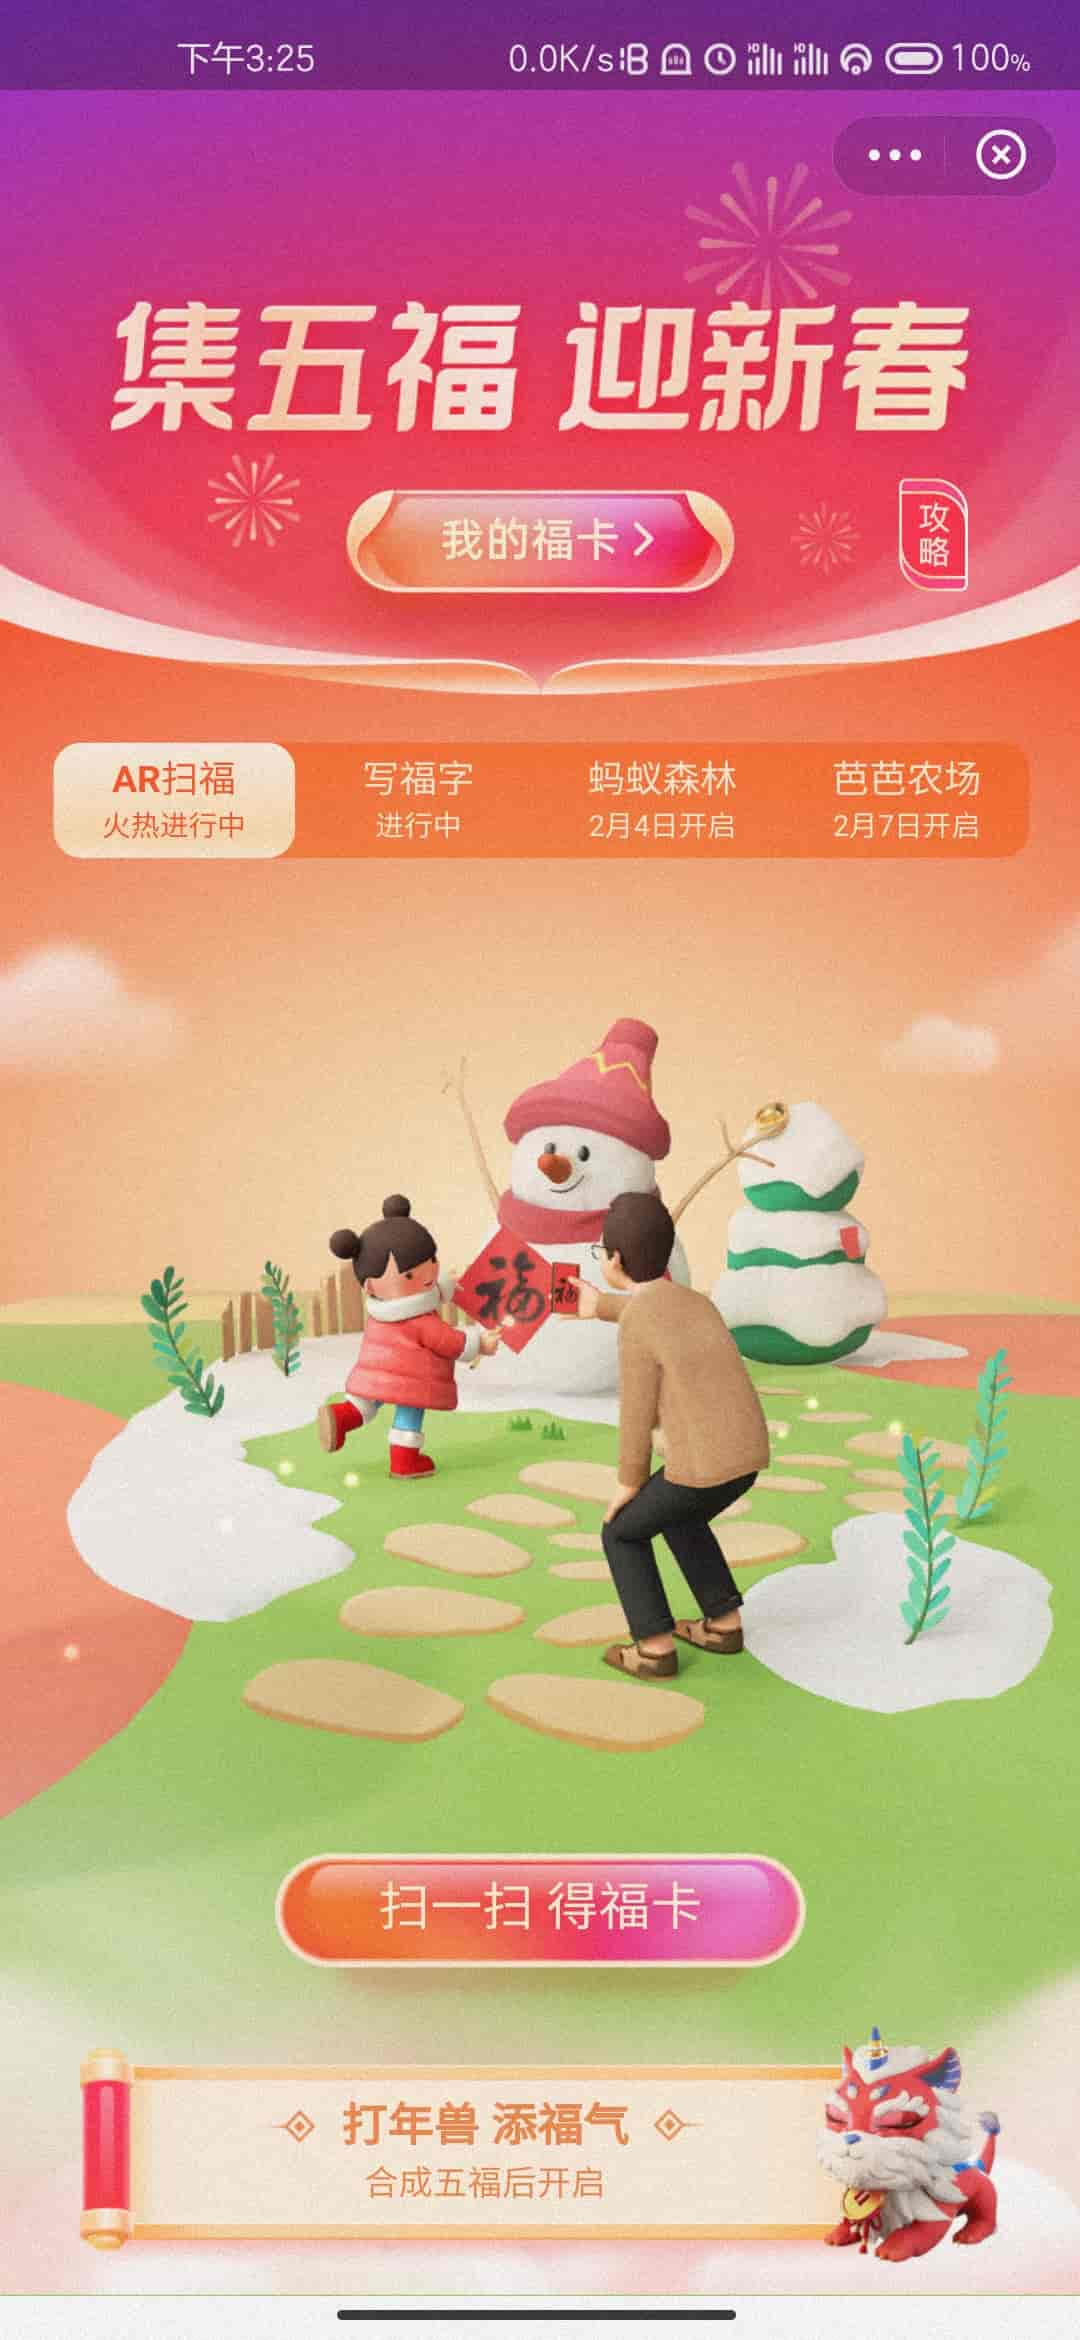 下午3:25 0.0K/s 100%
集五福 迎新春
我的福卡
攻略
AR扫福 写福字 蚂蚁森林 芭芭农场
火热进行中 进行中 2月4日开启 2月7日开启
福 福
扫一扫 得福卡
打年兽 添福气
合成五福后开启